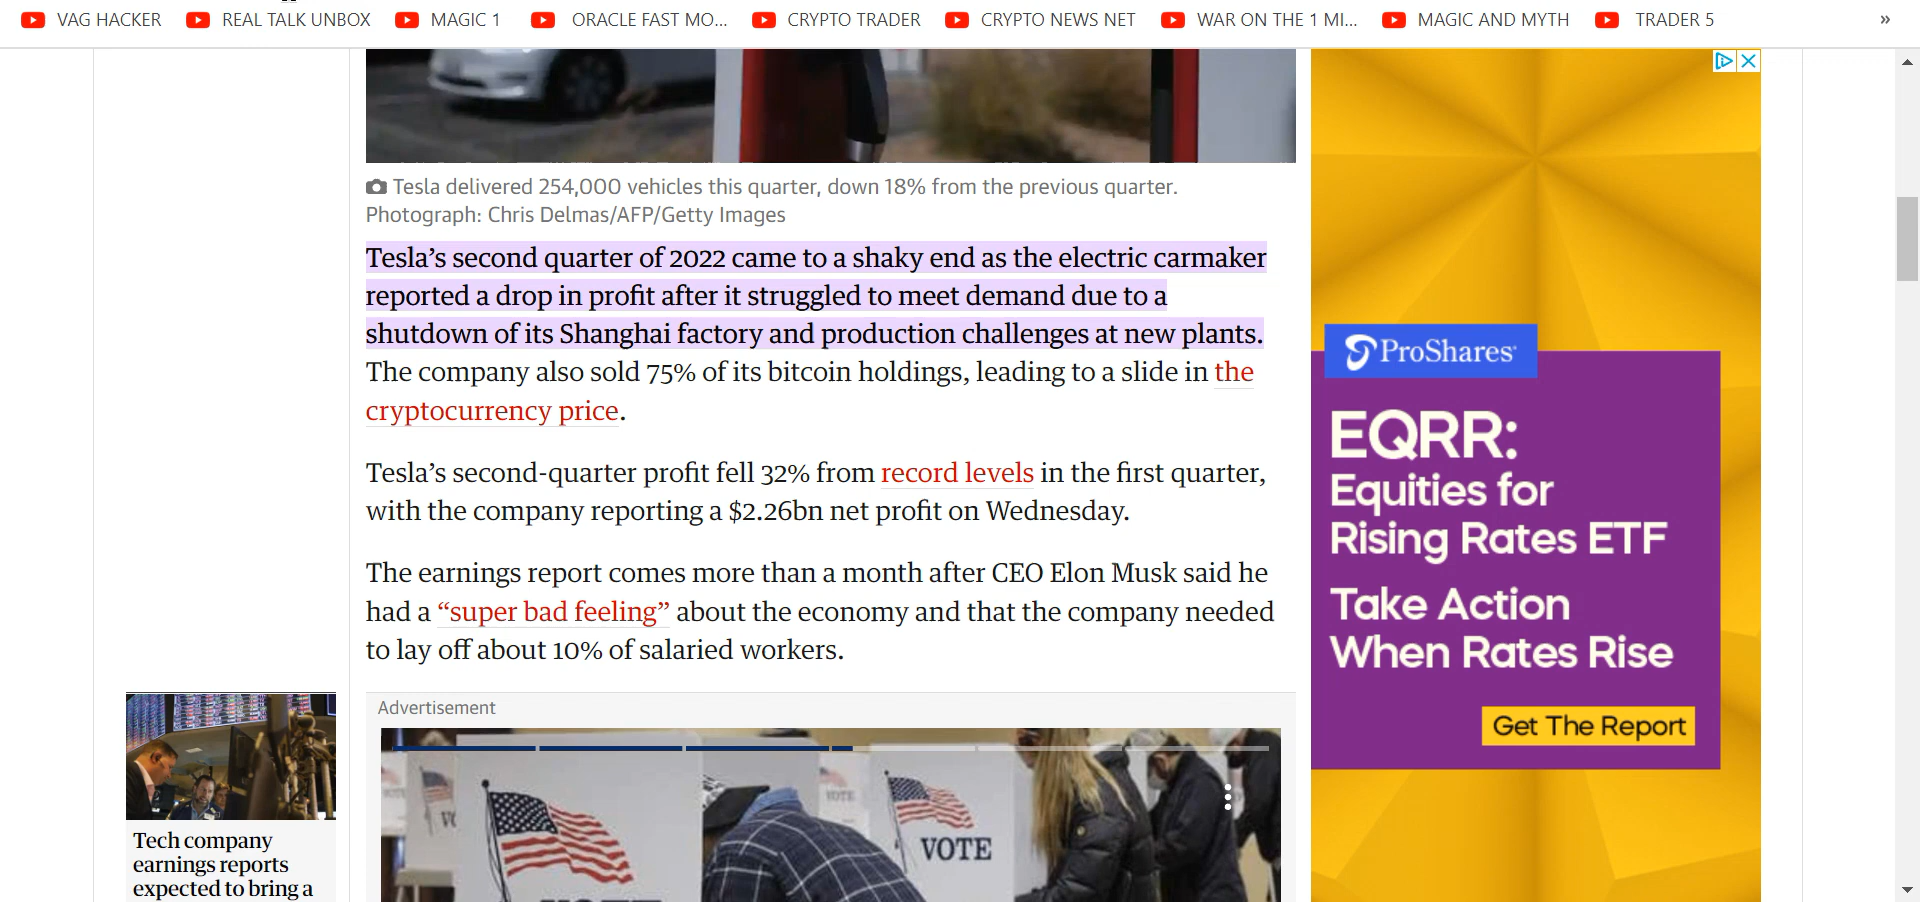 VAG HACKER
REAL TALK UNBOX
MAGIC 1
ORACLE FAST MO...
CRYPTO TRADER
CRYPTO NEWS NET
WAR ON THE 1 MI...
MAGIC AND MYTH
TRADER 5
»
Tesla delivered 254,000 vehicles this quarter, down 18% from the previous quarter.
Photograph: Chris Delmas/AFP/Getty Images
Tesla’s second quarter of 2022 came to a shaky end as the electric carmaker
reported a drop in profit after it struggled to meet demand due to a
shutdown of its Shanghai factory and production challenges at new plants.
The company also sold 75% of its bitcoin holdings, leading to a slide in the
cryptocurrency price.
Tesla’s second-quarter profit fell 32% from record levels in the first quarter,
with the company reporting a $2.26bn net profit on Wednesday.
The earnings report comes more than a month after CEO Elon Musk said he
had a “super bad feeling” about the economy and that the company needed
to lay off about 10% of salaried workers.
Advertisement
VOTE
VOTE
Tech company
earnings reports
expected to bring a
ProShares
EQRR:
Equities for
Rising Rates ETF
Take Action
When Rates Rise
Get The Report